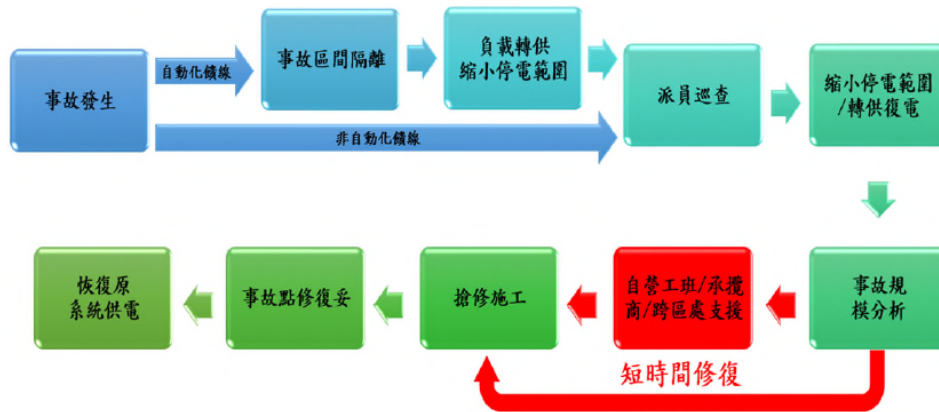 事故發生
自動化饋線
事故區間隔離
負載轉供
縮小停電範圍
非自動化饋線
派員巡查
縮小停電範圍
/轉供復電
事故規
模分析
自營工班/承攬
商/跨區處支援
短時間修復
搶修施工
事故點修復妥
恢復原
系統供電